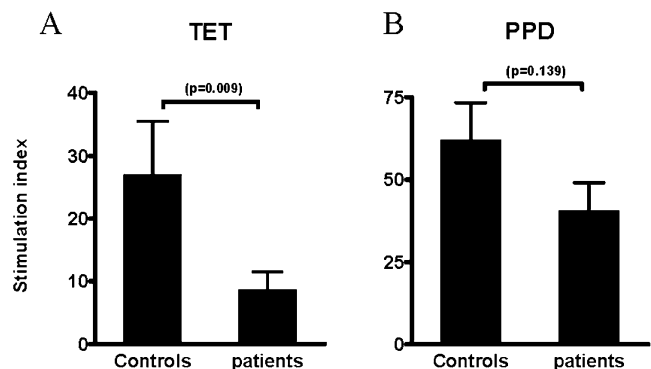 A
TET
(p=0.009)
40
30
20
10
0
Stimulation index
Controls
patients
B
PPD
(p=0.139)
75
50
25
0
Controls
patients